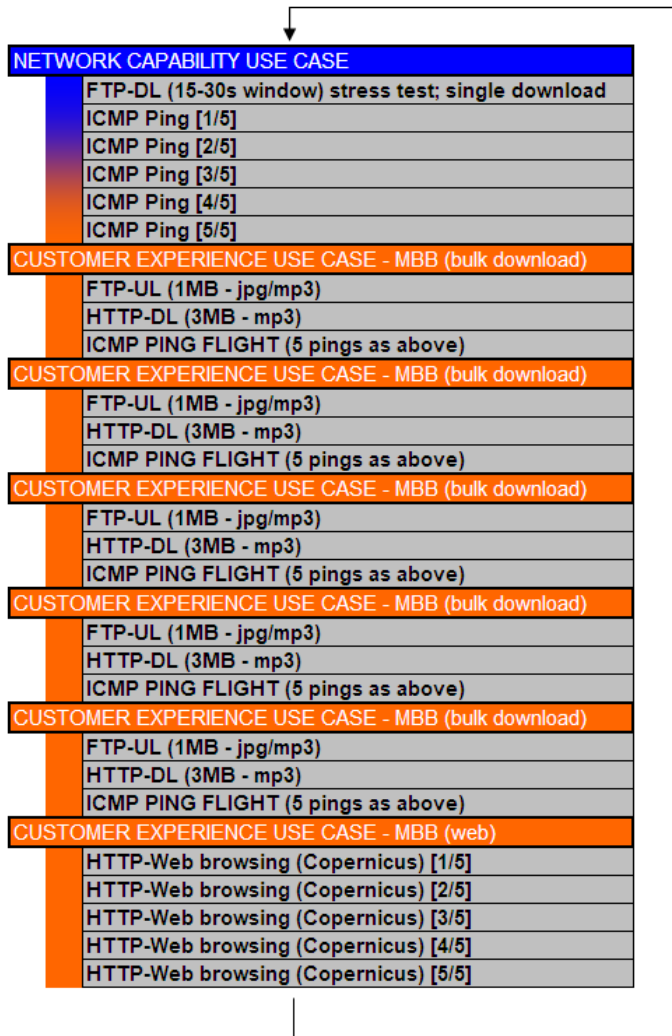 NETWORK CAPABILITY USE CASE
FTP-DL (15-30s window) stress test; single download
ICMP Ping [1/5]
ICMP Ping [2/5]
ICMP Ping [3/5]
ICMP Ping [4/5]
ICMP Ping [5/5]
CUSTOMER EXPERIENCE USE CASE - MBB (bulk download)
FTP-UL (1MB - jpg/mp3)
HTTP-DL (3MB - mp3)
ICMP PING FLIGHT (5 pings as above)
CUSTOMER EXPERIENCE USE CASE - MBB (bulk download)
FTP-UL (1MB - jpg/mp3)
HTTP-DL (3MB - mp3)
ICMP PING FLIGHT (5 pings as above)
CUSTOMER EXPERIENCE USE CASE - MBB (bulk download)
FTP-UL (1MB - jpg/mp3)
HTTP-DL (3MB - mp3)
ICMP PING FLIGHT (5 pings as above)
CUSTOMER EXPERIENCE USE CASE - MBB (bulk download)
FTP-UL (1MB - jpg/mp3)
HTTP-DL (3MB - mp3)
ICMP PING FLIGHT (5 pings as above)
CUSTOMER EXPERIENCE USE CASE - MBB (bulk download)
FTP-UL (1MB - jpg/mp3)
HTTP-DL (3MB - mp3)
ICMP PING FLIGHT (5 pings as above)
CUSTOMER EXPERIENCE USE CASE - MBB (web)
HTTP-Web browsing (Copernicus) [1/5]
HTTP-Web browsing (Copernicus) [2/5]
HTTP-Web browsing (Copernicus) [3/5]
HTTP-Web browsing (Copernicus) [4/5]
HTTP-Web browsing (Copernicus) [5/5]